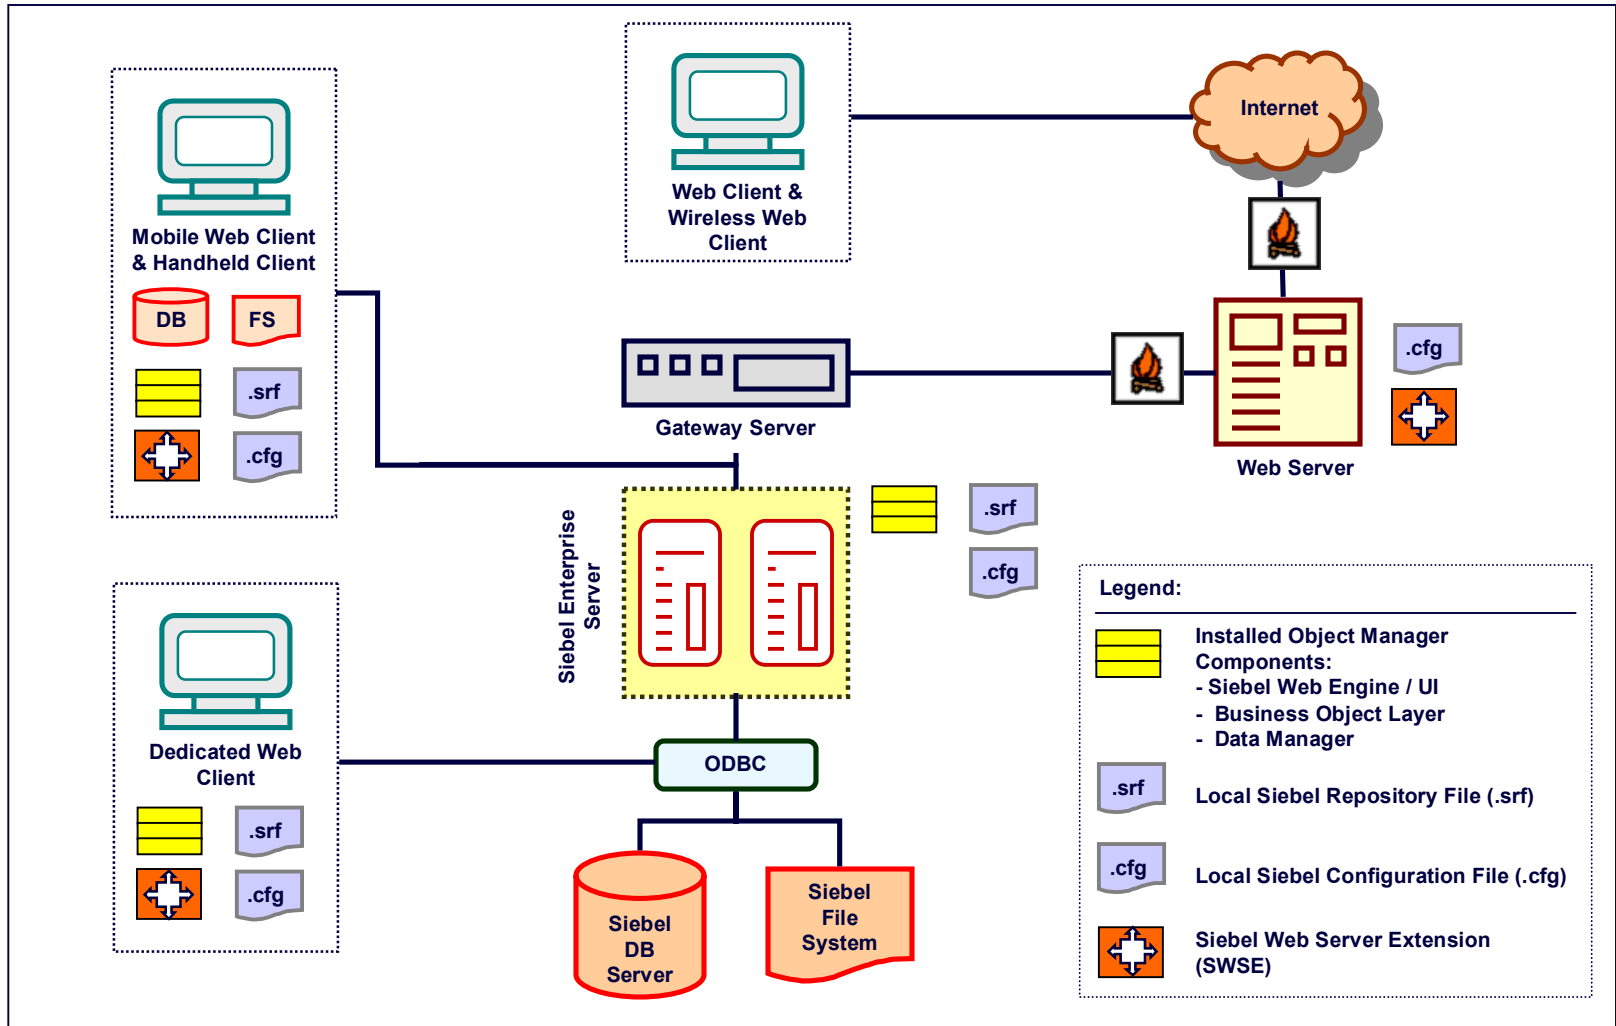 Mobile Web Client
& Handheld Client
DB
FS
.srf
.cfg
Web Client &
Wireless Web
Client
Internet
Gateway Server
.cfg
Web Server
Siebel Enterprise
Server
.srf
.cfg
Dedicated Web
Client
.srf
.cfg
ODBC
Siebel
DB
Server
Siebel
File
System
Legend:
Installed Object Manager
Components:
- Siebel Web Engine / UI
- Business Object Layer
- Data Manager
.srf
Local Siebel Repository File (.srf)
.cfg
Local Siebel Configuration File (.cfg)
Siebel Web Server Extension
(SWSE)